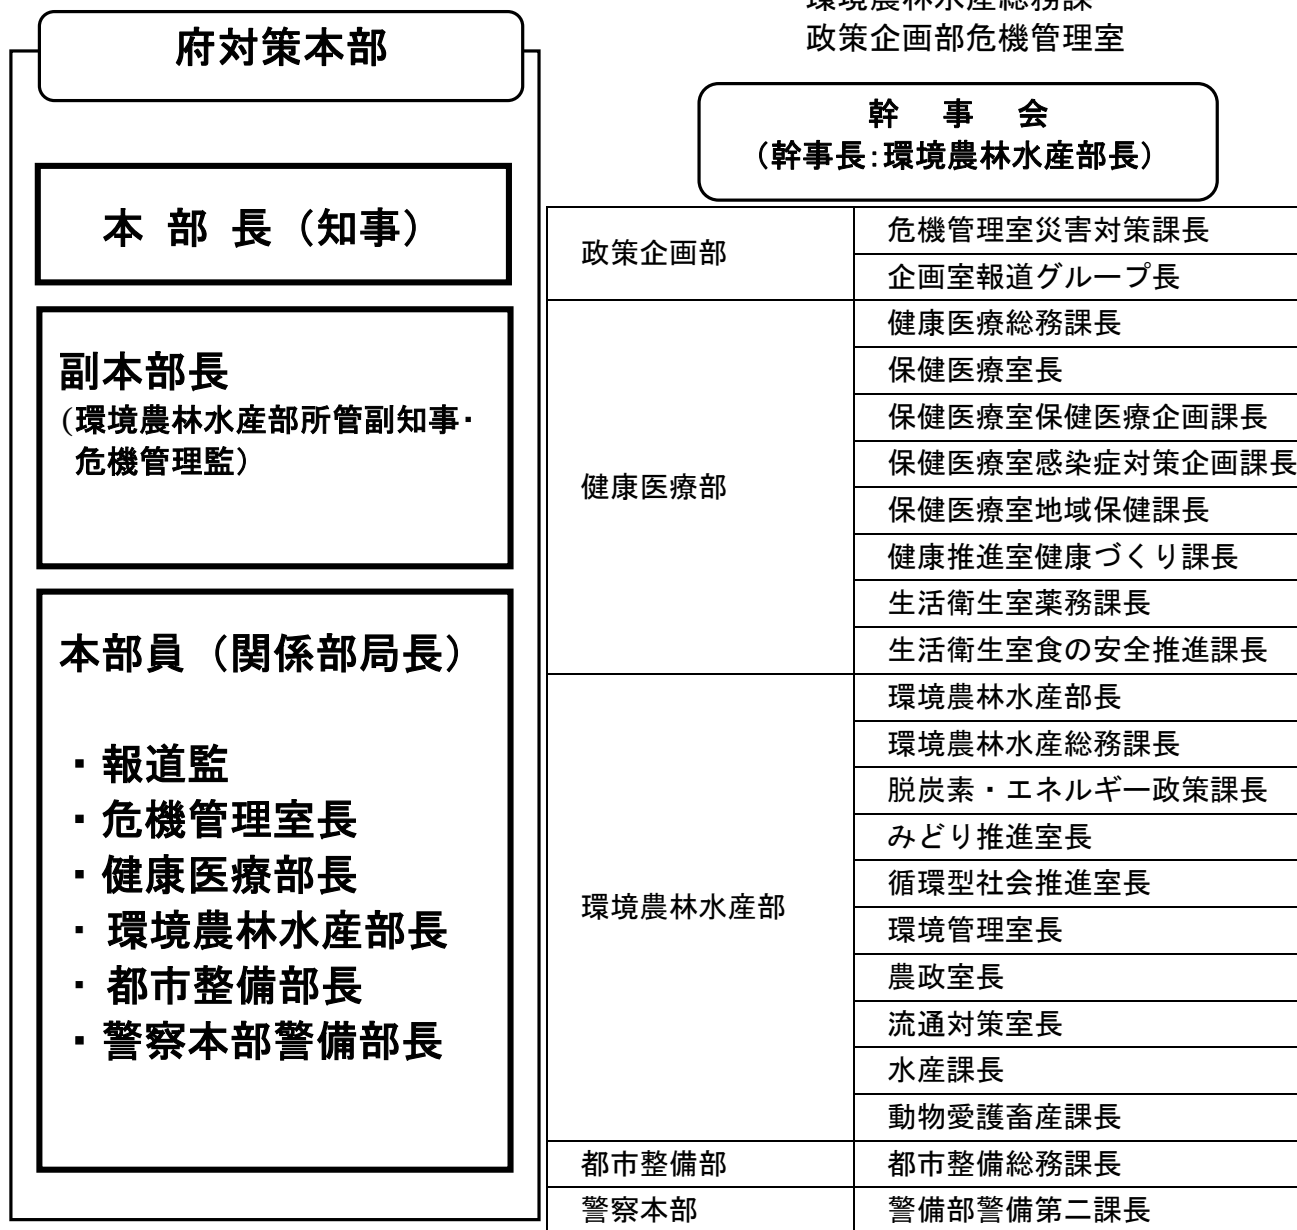 府対策本部
本 部 長（知事）
副本部長
（環境農林水産部所管副知事・
危機管理監）
本部員（関係部局長）
・報道監
・危機管理室長
・健康医療部長
・環境農林水産部長
・都市整備部長
・警察本部警備部長
環境農林水産総務課
政策企画部危機管理室
幹 事 会
（幹事長：環境農林水産部長）
政策企画部
危機管理室災害対策課長
企画室報道グループ長
健康医療部
健康医療総務課長
保健医療室長
保健医療室保健医療企画課長
保健医療室感染症対策企画課長
保健医療室地域保健課長
健康推進室健康づくり課長
生活衛生室薬務課長
生活衛生室食の安全推進課長
環境農林水産部
環境農林水産部長
環境農林水産総務課長
脱炭素・エネルギー政策課長
みどり推進室長
循環型社会推進室長
環境管理室長
農政室長
流通対策室長
水産課長
動物愛護畜産課長
都市整備部
都市整備総務課長
警察本部
警備部警備第二課長